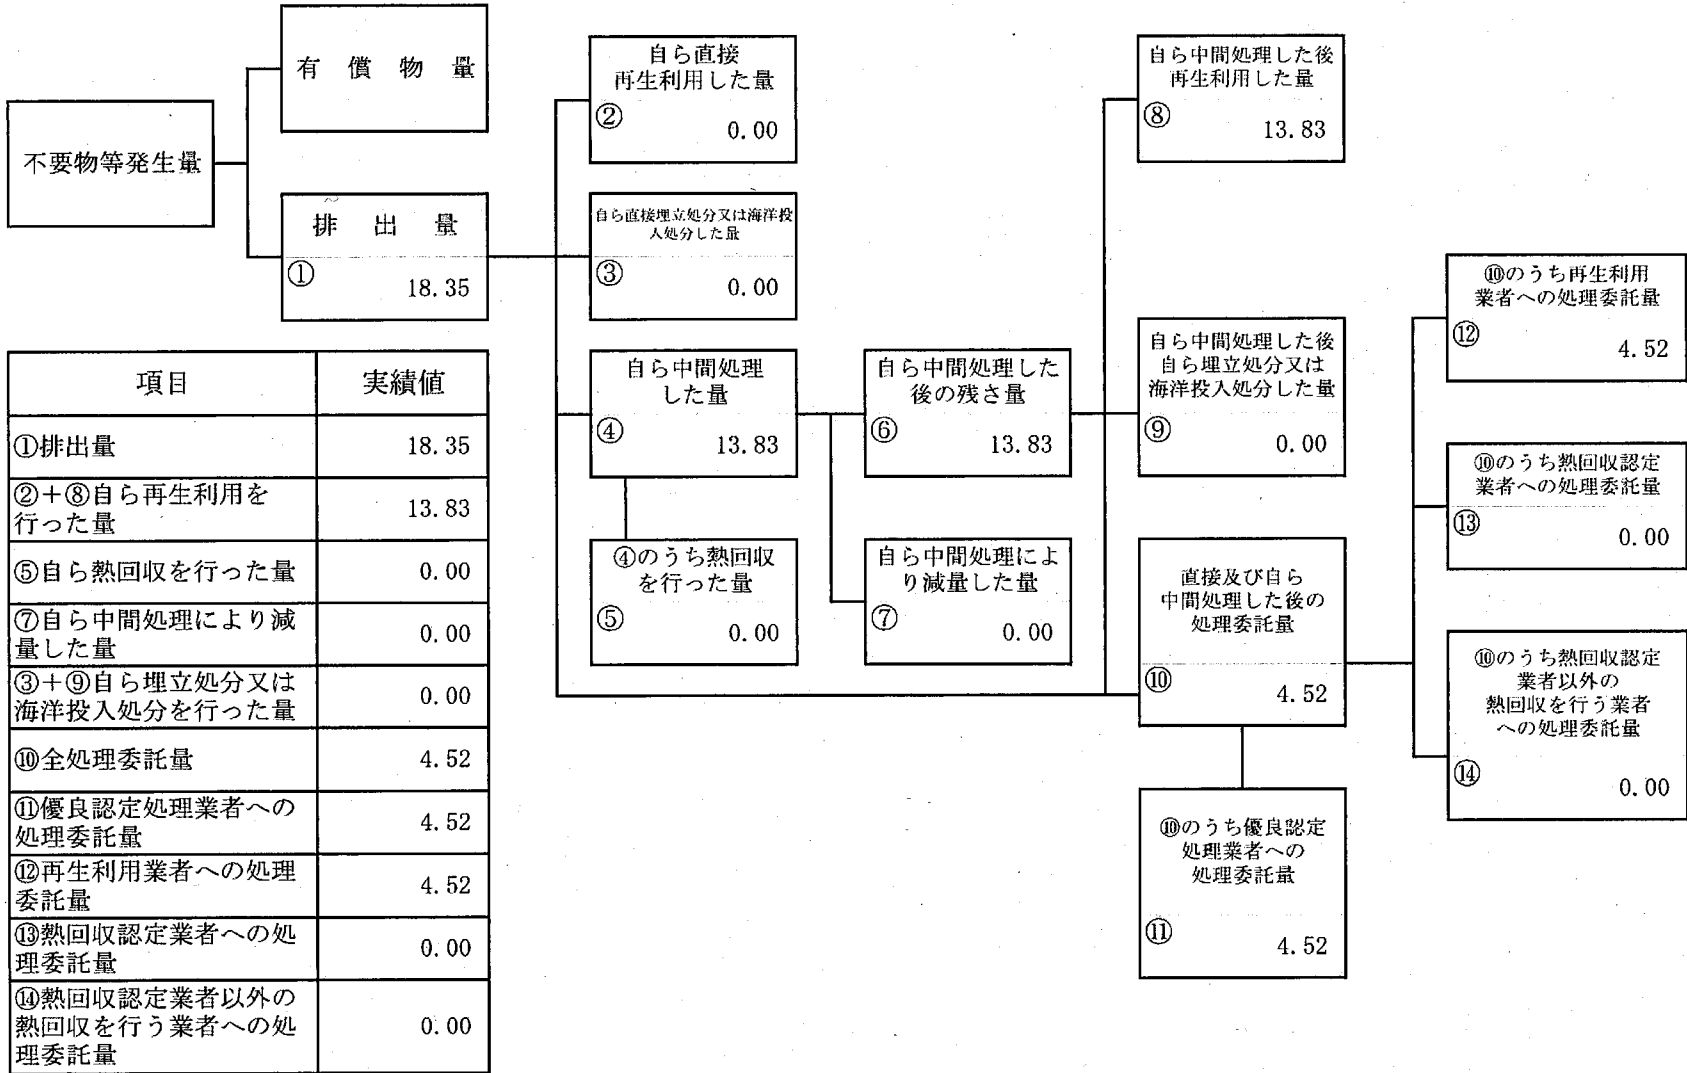 不要物等発生量
有償物量
排出量
①
18.35
自ら直接
再生利用した量
②
0.00
自ら直接埋立処分又は海洋投
入処分した量
③
0.00
自ら中間処理
した量
④
13.83
④のうち熱回収
を行った量
⑤
0.00
自ら中間処理した
後の残さ量
⑥
13.83
自ら中間処理によ
り減量した量
⑦
0.00
自ら中間処理した後
再生利用した量
⑧
13.83
自ら中間処理した後
自ら埋立処分又は
海洋投入処分した量
⑨
0.00
直接及び自ら
中間処理した後の
処理委託量
⑩
4.52
⑩のうち優良認定
処理業者への
処理委託量
⑪
4.52
⑩のうち再生利用
業者への処理委託量
⑫
4.52
⑩のうち熱回収認定
業者への処理委託量
⑬
0.00
⑩のうち熱回収認定
業者以外の
熱回収を行う業者
への処理委託量
⑭
0.00
項目 実績値
①排出量 18.35
②+⑧自ら再生利用を
行った量 13.83
⑤自ら熱回収を行った量 0.00
⑦自ら中間処理により減
量した量 0.00
③+⑨自ら埋立処分又は
海洋投入処分を行った量 0.00
⑩全処理委託量 4.52
⑪優良認定処理業者への
処理委託量 4.52
⑫再生利用業者への処理
委託量 4.52
⑬熱回収認定業者への処
理委託量 0.00
⑭熱回収認定業者以外の
熱回収を行う業者への処
理委託量 0.00